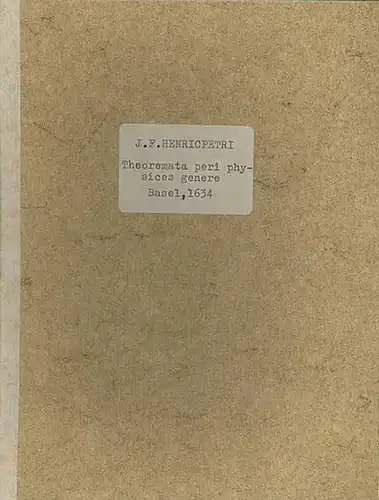 J.F.HENRICPETRI
Theoremata peri phy-
sices genere
Basel,1634